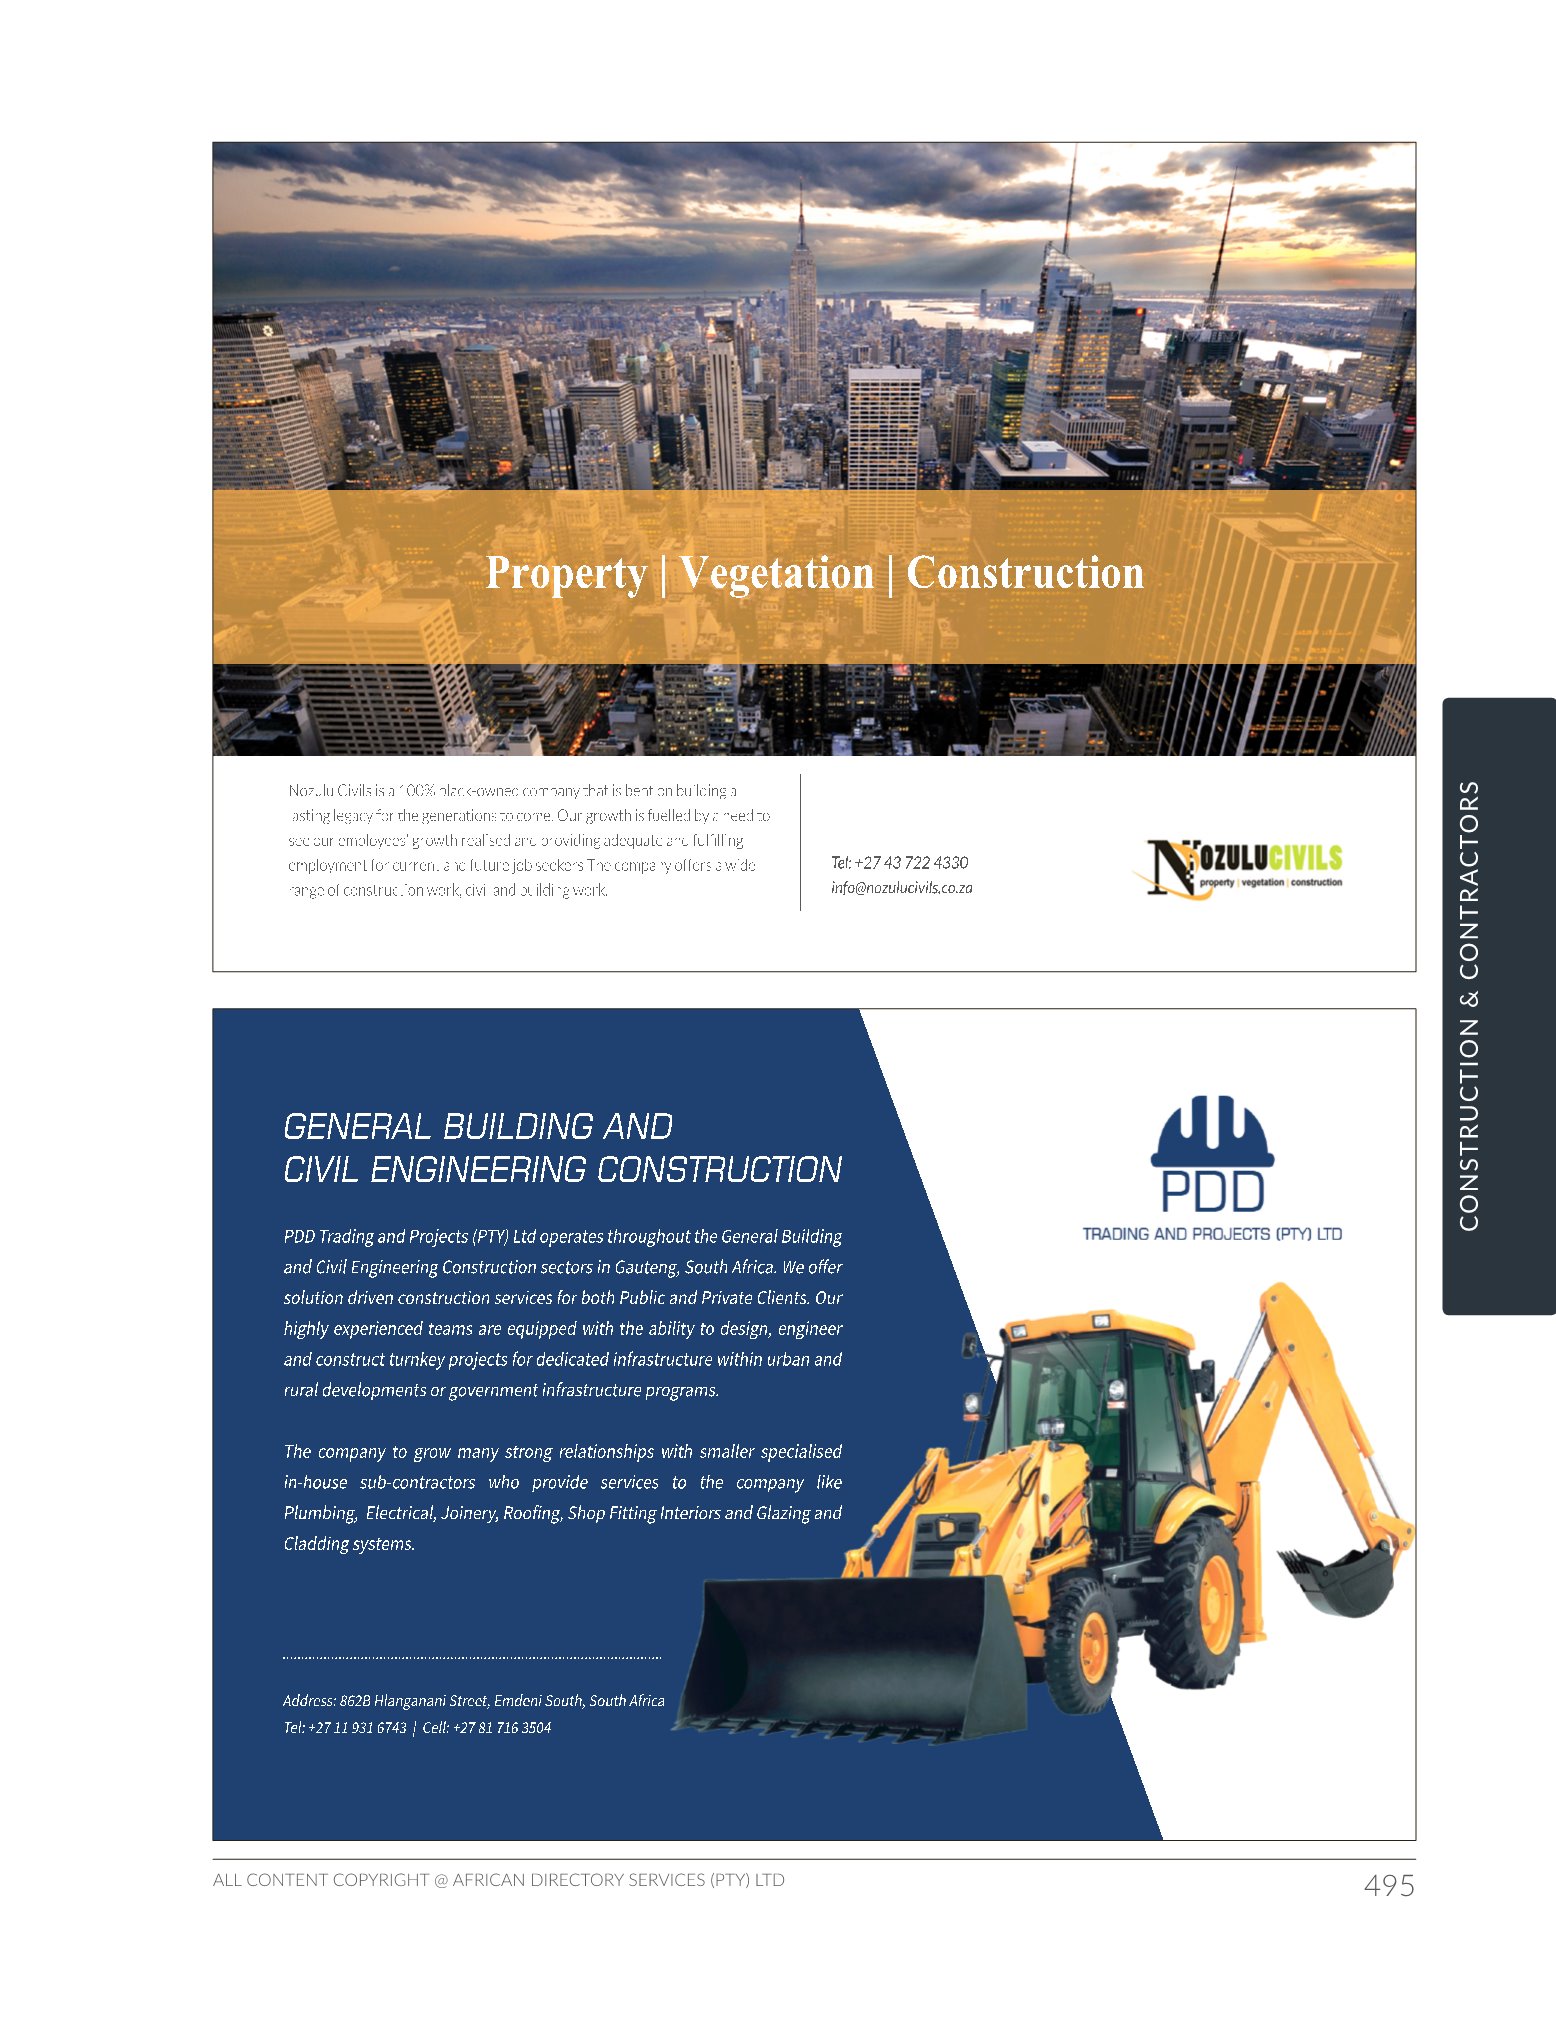 Property | Vegetation | Construction
Nozulu Civils is a 100% black-owned company that is bent on building a
lasting legacy for the generations to come. Our growth is fuelled by a need to
see our employees' growth realised and providing adequate and fulfilling
employment for current and future job seekers The company offers a wide
range of construction work, civil and building work.
Tel: +27 43 722 4330
info@nozulucivils.co.za
NOZULUCIVILS
property | vegetation | construction
CONSTRUCTION & CONTRACTORS
GENERAL BUILDING AND
CIVIL ENGINEERING CONSTRUCTION
PDD Trading and Projects (PTY) Ltd operates throughout the General Building
and Civil Engineering Construction sectors in Gauteng, South Africa. We offer
solution driven construction services for both Public and Private Clients. Our
highly experienced teams are equipped with the ability to design, engineer
and construct turnkey projects for dedicated infrastructure within urban and
rural developments or government infrastructure programs.
The company to grow many strong relationships with smaller specialised
in-house sub-contractors who provide services to the company like
Plumbing, Electrical, Joinery, Roofing, Shop Fitting Interiors and Glazing and
Cladding systems.
Address: 862B Hlanganani Street, Emdeni South, South Africa
Tel: +27 11 931 6743 | Cell: +27 81 716 3504
PDD
TRADING AND PROJECTS (PTY) LTD
ALL CONTENT COPYRIGHT @ AFRICAN DIRECTORY SERVICES (PTY) LTD
495